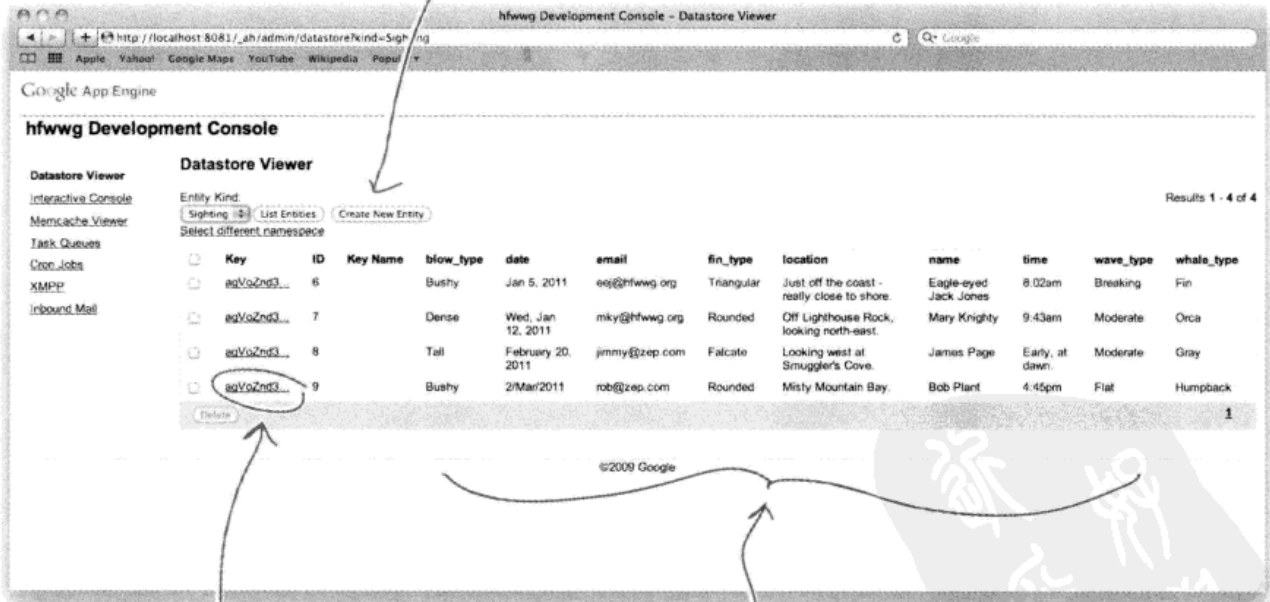 hfwwg Development Console – Datastore Viewer
http://localhost:8081/_ah/admin/datastore?kind=Sighting
Google
Apple Yahoo! Google Maps YouTube Wikipedia
Google App Engine
hfwwg Development Console
Datastore Viewer
Interactive Console
Memcache Viewer
Task Queues
Cron Jobs
XMPP
Inbound Mail
Datastore Viewer
Entity Kind:
Results 1 - 4 of 4
Sighting List Entities Create New Entity
Select different namespace
Key ID Key Name blow_type date email fin_type location name time wave_type whale_type
agVoZnd3... 6 Bushy Jan 5, 2011 eej@hfwwg.org Triangular Just off the coast - really close to shore. Eagle-eyed Jack Jones 8:02am Breaking Fin
agVoZnd3... 7 Dense Wed, Jan 12, 2011 mky@hfwwg.org Rounded Off Lighthouse Rock, looking north-east. Mary Knighty 9:43am Moderate Orca
agVoZnd3... 8 Tall February 20, 2011 jimmy@zep.com Falcate Looking west at Smuggler's Cove. James Page Early, at dawn. Moderate Gray
agVoZnd3... 9 Bushy 2/Mar/2011 rob@zep.com Rounded Misty Mountain Bay. Bob Plant 4:45pm Flat Humpback
Delete
1
©2009 Google